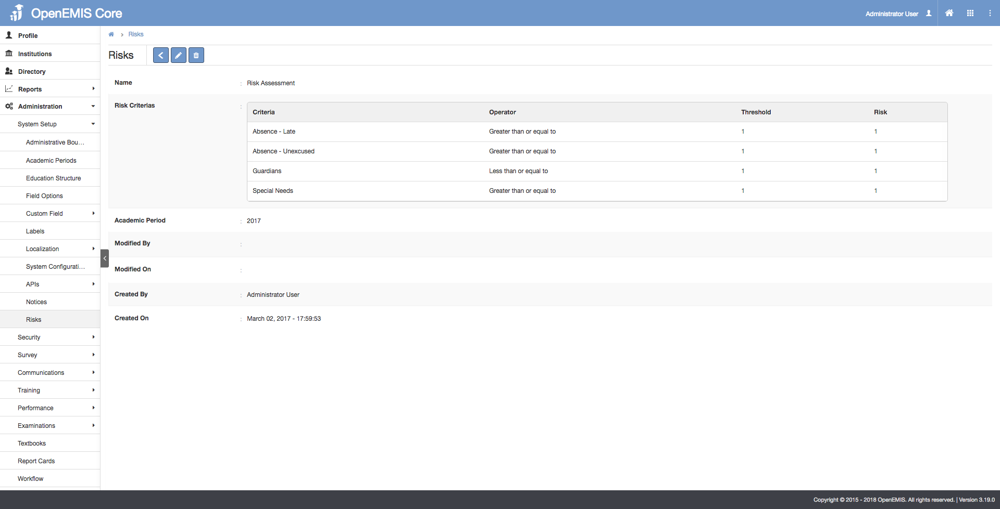 OpenEMIS Core
Administrator User
Profile
Institutions
Directory
Reports
Administration
System Setup
Administrative Bou...
Academic Periods
Education Structure
Field Options
Custom Field
Labels
Localization
System Configurati...
APIs
Notices
Risks
Security
Survey
Communications
Training
Performance
Examinations
Textbooks
Report Cards
Workflow
Risks
Risks
Name : Risk Assessment
Risk Criterias :
Criteria Operator Threshold Risk
Absence - Late Greater than or equal to 1 1
Absence - Unexcused Greater than or equal to 1 1
Guardians Less than or equal to 1 1
Special Needs Greater than or equal to 1 1
Academic Period : 2017
Modified By :
Modified On :
Created By : Administrator User
Created On : March 02, 2017 - 17:59:53
Copyright © 2015 - 2018 OpenEMIS. All rights reserved. | Version 3.19.0